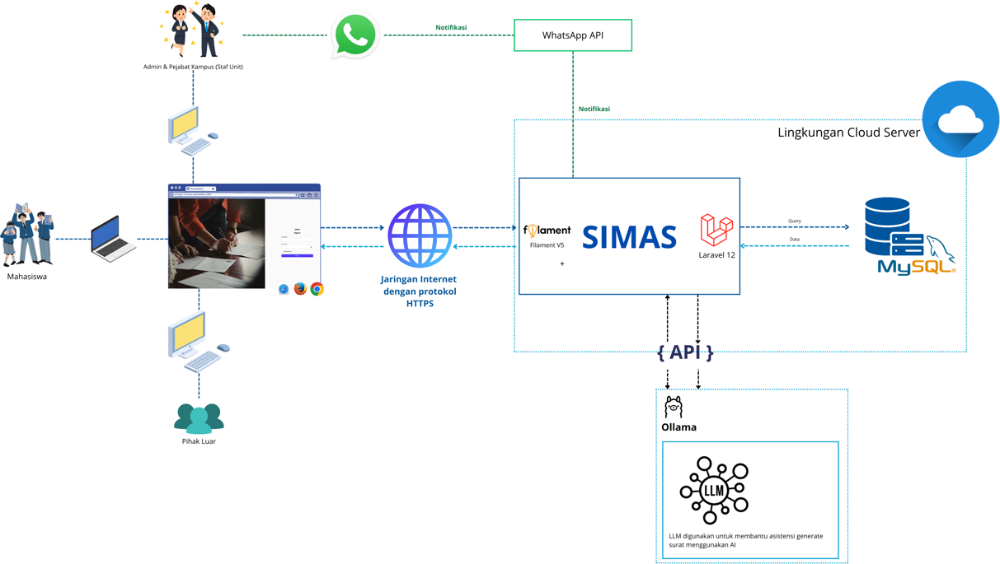 Admin & Pejabat Kampus (Staf Unit)
Notifikasi
WhatsApp API
Notifikasi
Lingkungan Cloud Server
Mahasiswa
Jaringan Internet
dengan protokol
HTTPS
filament
Filament V5
+
SIMAS
Laravel 12
Query
Data
MySQL®
{ API }
Pihak Luar
Ollama
LLM
LLM digunakan untuk membantu asistensi generate
surat menggunakan AI